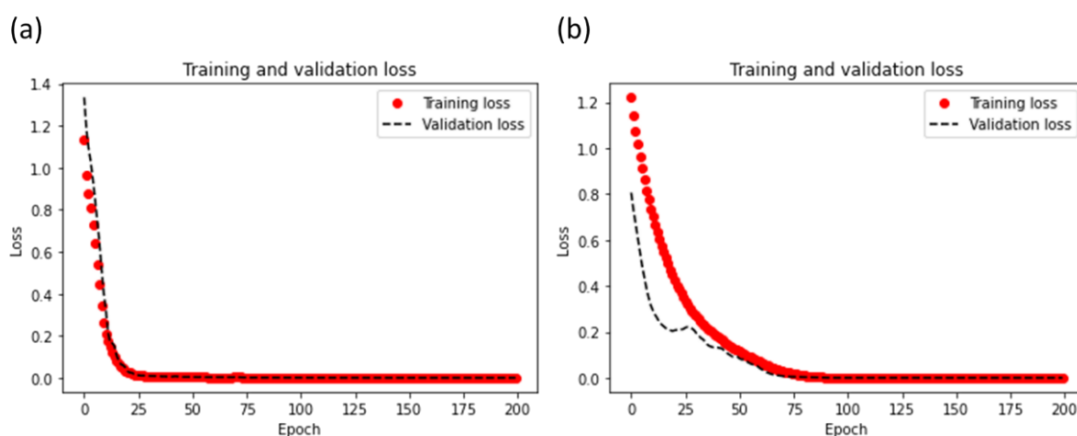 (a)
Training and validation loss
1.4
1.2
1.0
0.8
0.6
0.4
0.2
0.0
Loss
Training loss
Validation loss
0 25 50 75 100 125 150 175 200
Epoch
(b)
Training and validation loss
1.2
1.0
0.8
0.6
0.4
0.2
0.0
Loss
Training loss
Validation loss
0 25 50 75 100 125 150 175 200
Epoch